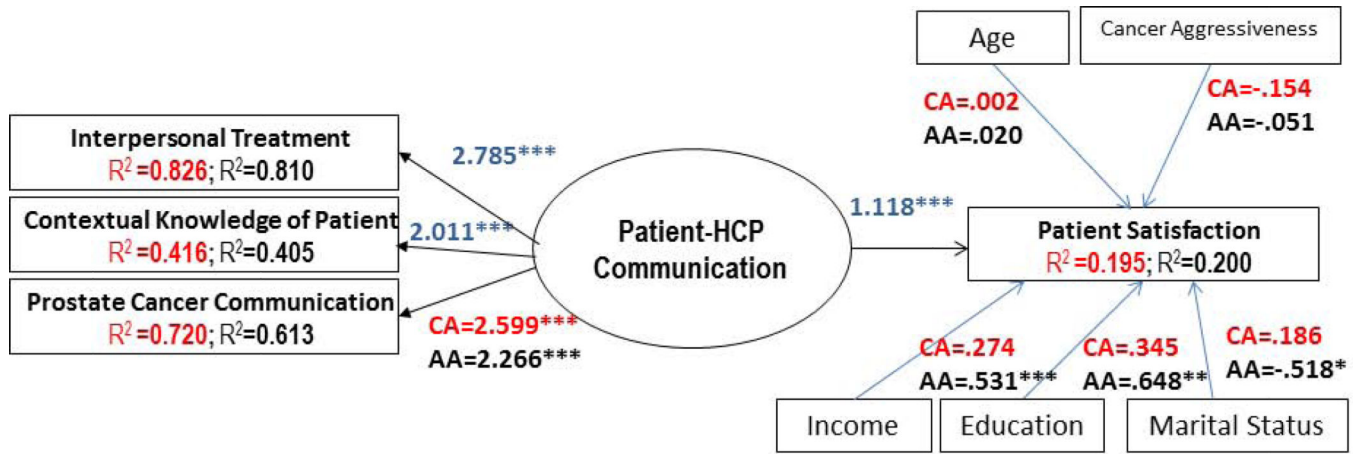 Age
Cancer Aggressiveness
CA=.002
AA=.020
CA=-.154
AA=-.051
Interpersonal Treatment
R²=0.826; R²=0.810
Contextual Knowledge of Patient
R²=0.416; R²=0.405
Prostate Cancer Communication
R²=0.720; R²=0.613
2.785***
2.011***
CA=2.599***
AA=2.266***
Patient-HCP
Communication
1.118***
Patient Satisfaction
R²=0.195; R²=0.200
CA=.274
AA=.531***
CA=.345
AA=.648**
CA=.186
AA=-.518*
Income
Education
Marital Status